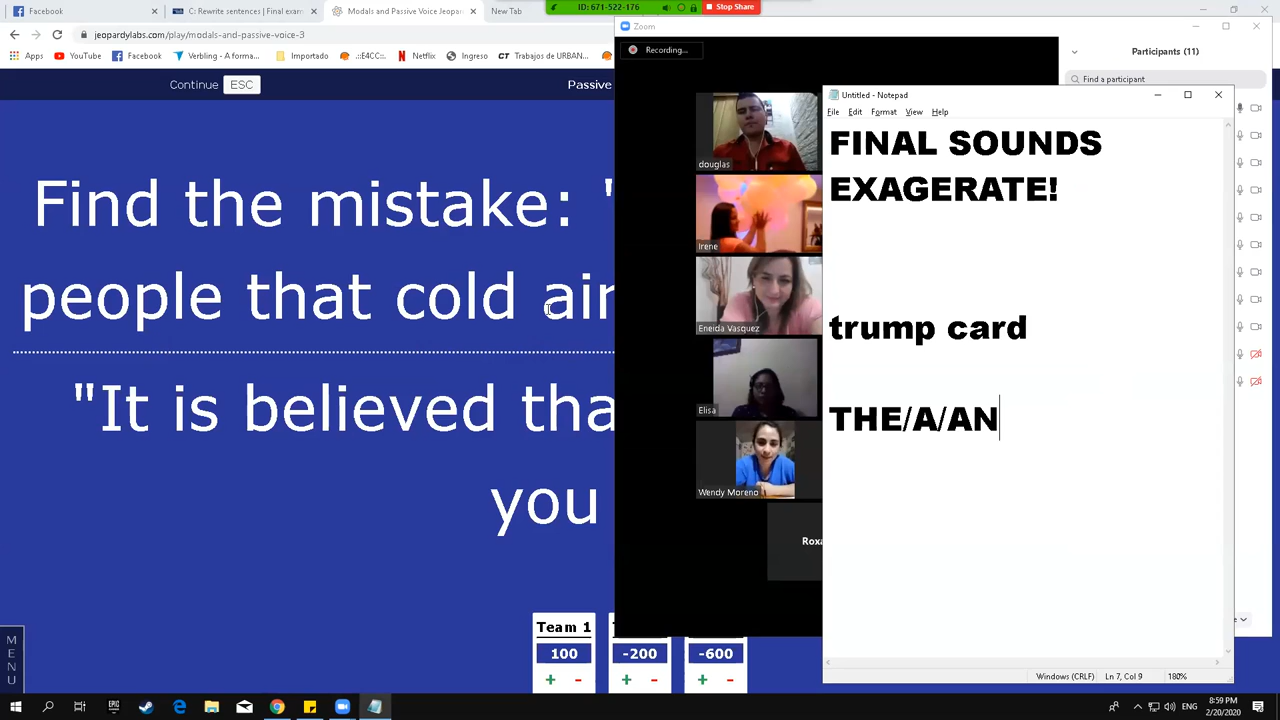 Facebook
C: Rewrite sentences | Final exam
Modals and Passive Voice Jeopar
New Tab
ID: 671-522-176
Stop Share
jeopardylabs.com/play/modals-and-passive-voice-3
Apps
YouTube
Facebook
Verbling - A forma...
Importado
::E4CC::.
Netflix
Ingreso
Trabajos de URBAN...
Continue
ESC
Passive
Find the mistake: "
people that cold air
"It is believed tha
you
MENU
Team 1
100
-200
-600
+ -
+ -
+ -
Zoom
Recording...
douglas
Irene
Eneida Vasquez
Elisa
Wendy Moreno
Roxa
Participants (11)
Find a participant
Untitled - Notepad
File
Edit
Format
View
Help
FINAL SOUNDS
EXAGERATE!
trump card
THE/A/AN
Windows (CRLF)
Ln 7, Col 9
180%
ENG
8:59 PM
2/20/2020